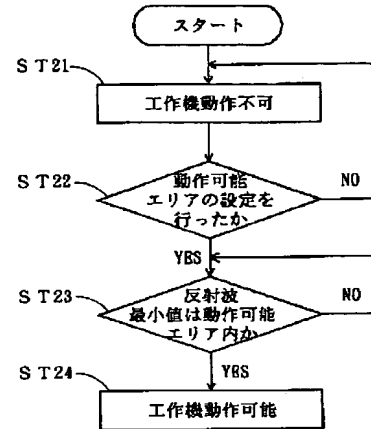 スタート
ST21
工作機動作不可
ST22
動作可能
エリアの設定を
行ったか
NO
YES
ST23
反射波
最小値は動作可能
エリア内か
NO
YES
ST24
工作機動作可能